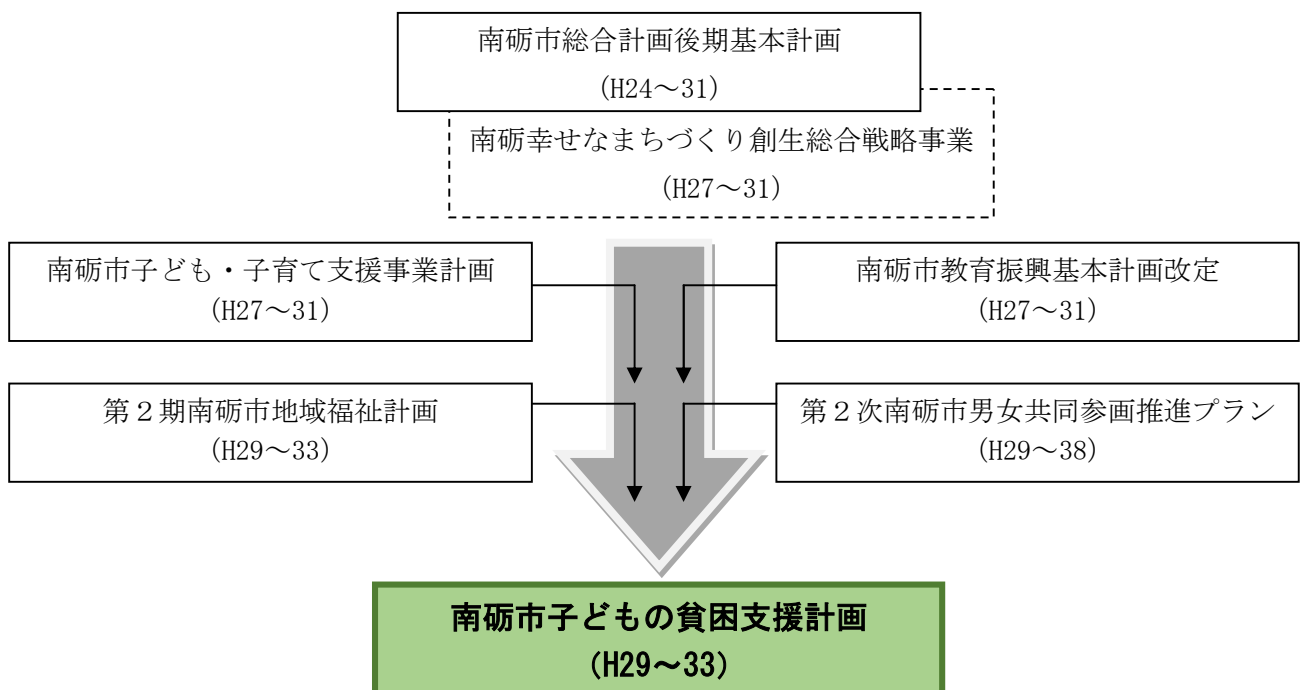 南砺市総合計画後期基本計画
(H24～31)
南砺幸せなまちづくり創生総合戦略事業
(H27～31)
南砺市子ども・子育て支援事業計画
(H27～31)
南砺市教育振興基本計画改定
(H27～31)
第２期南砺市地域福祉計画
(H29～33)
第２次南砺市男女共同参画推進プラン
(H29～38)
南砺市子どもの貧困支援計画
(H29～33)